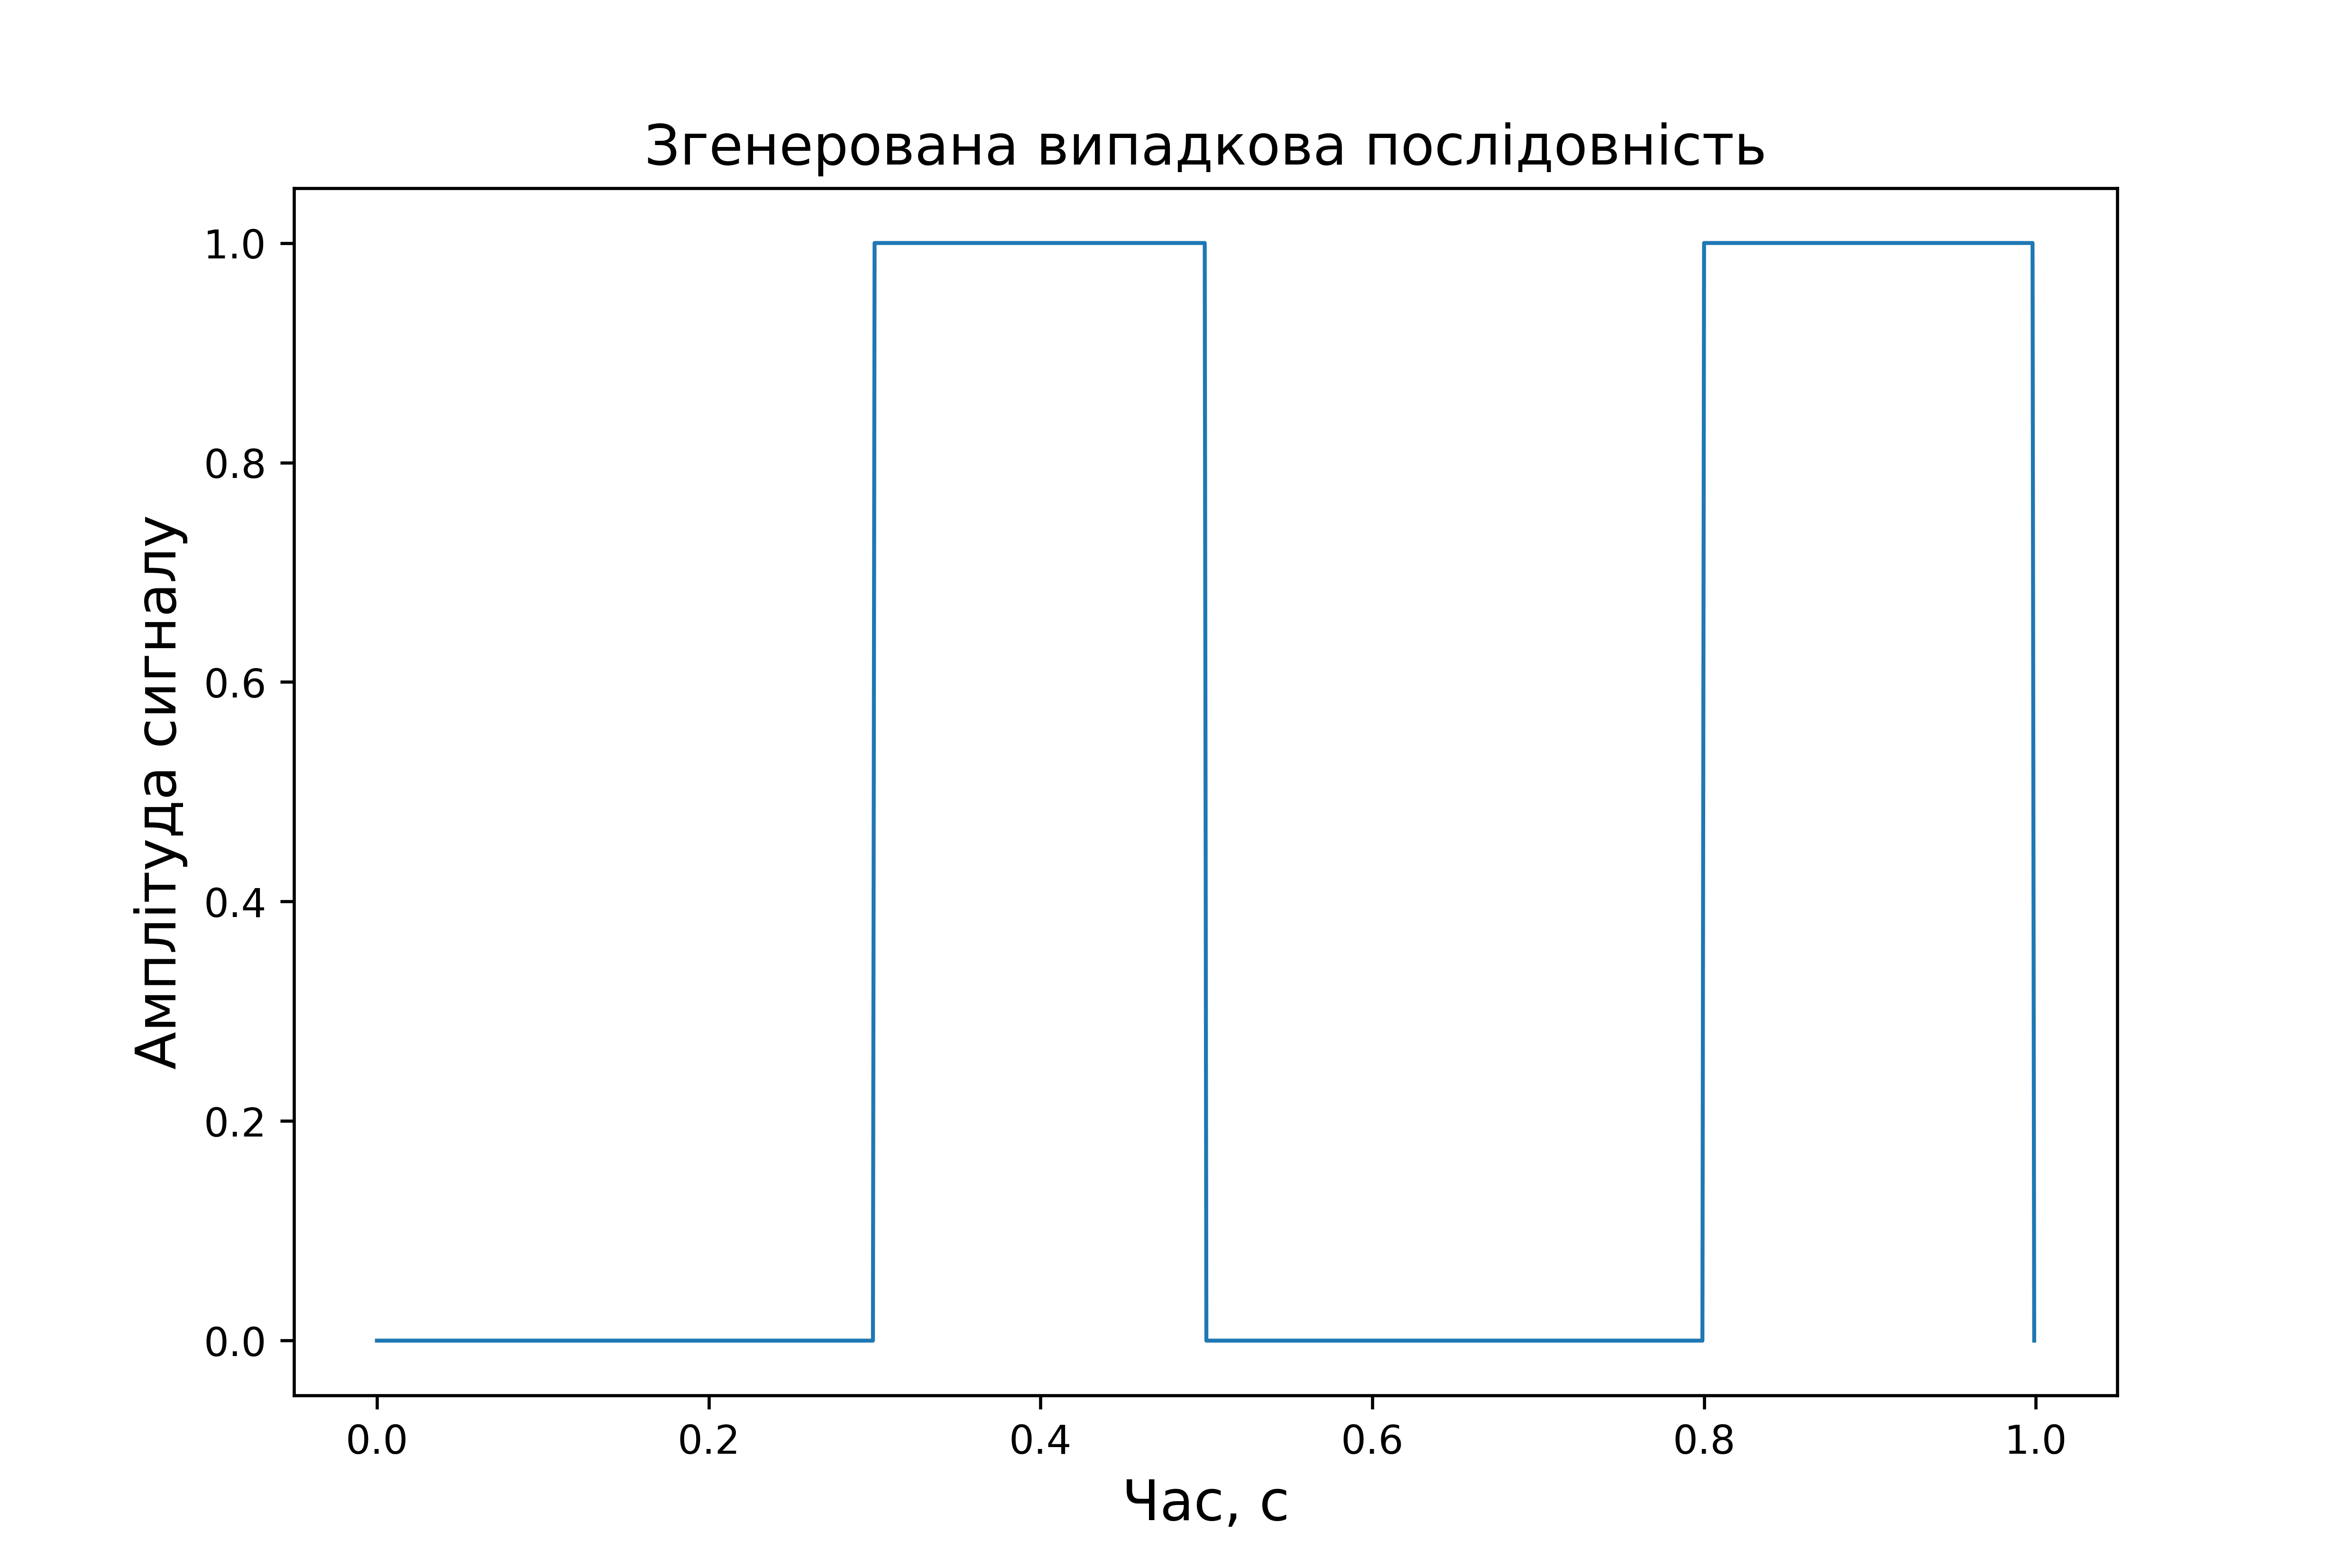 Згенерована випадкова послідовність
Амплітуда сигналу
1.0
0.8
0.6
0.4
0.2
0.0
0.0 0.2 0.4 0.6 0.8 1.0
Час, с